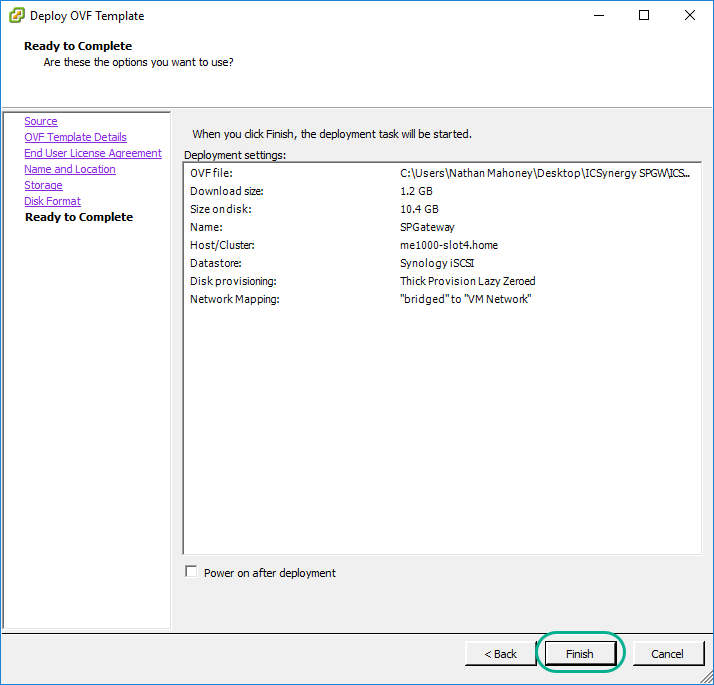 Deploy OVF Template
Ready to Complete
Are these the options you want to use?
Source
OVF Template Details
End User License Agreement
Name and Location
Storage
Disk Format
Ready to Complete
When you click Finish, the deployment task will be started.
Deployment settings:
OVF file: C:\Users\Nathan Mahoney\Desktop\ICSynergy SPGW\ICS...
Download size: 1.2 GB
Size on disk: 10.4 GB
Name: SPGateway
Host/Cluster: me1000-slot4.home
Datastore: Synology iSCSI
Disk provisioning: Thick Provision Lazy Zeroed
Network Mapping: "bridged" to "VM Network"
Power on after deployment
< Back Finish Cancel